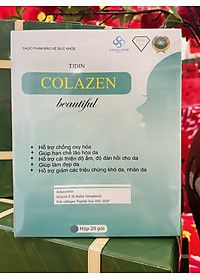 THỰC PHẨM BẢO VỆ SỨC KHỎE
TJDIN
COLAZEN
beautiful
Hỗ trợ chống oxy hóa
Giúp hạn chế lão hóa da
Hỗ trợ cải thiện độ ẩm, độ đàn hồi cho da
Giúp làm đẹp da
Hỗ trợ giảm các triệu chứng khô da, nhăn da
Astaxanthin
Hộp 20 gói